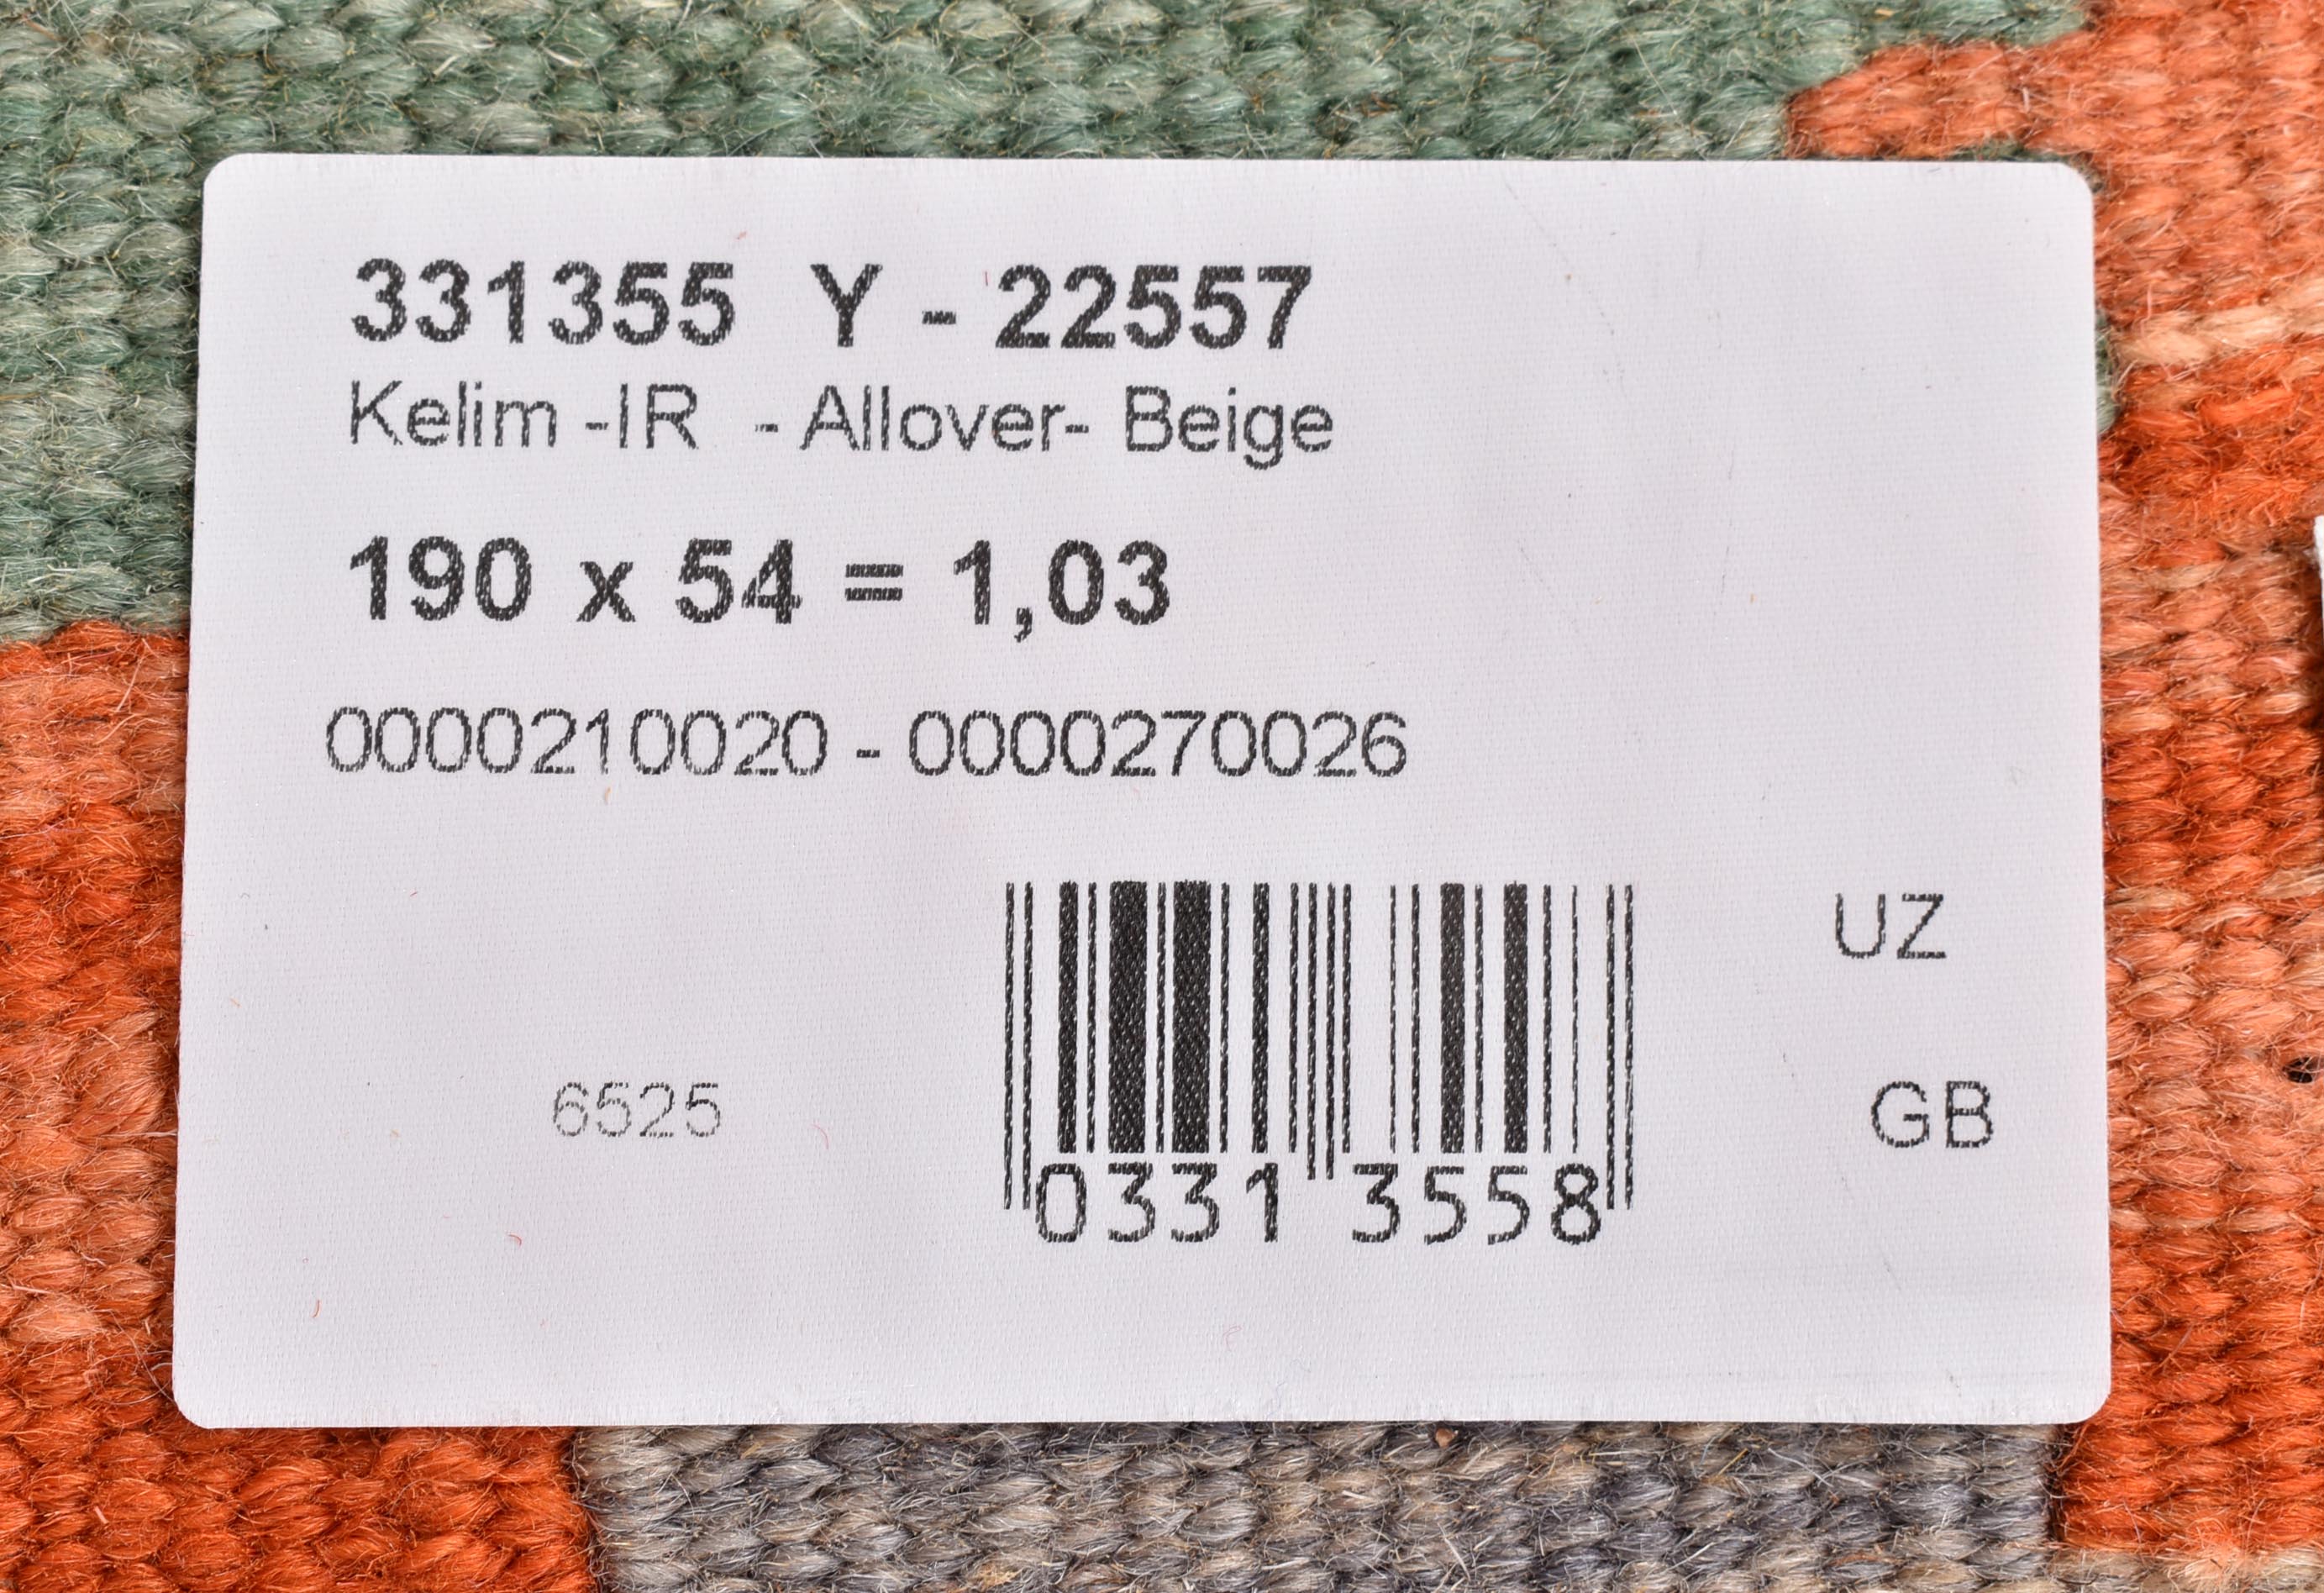 331355 Y - 22557
Kelim -IR - Allover- Beige
190 x 54 = 1,03
0000210020 - 0000270026
UZ
6525
GB
0331 3558